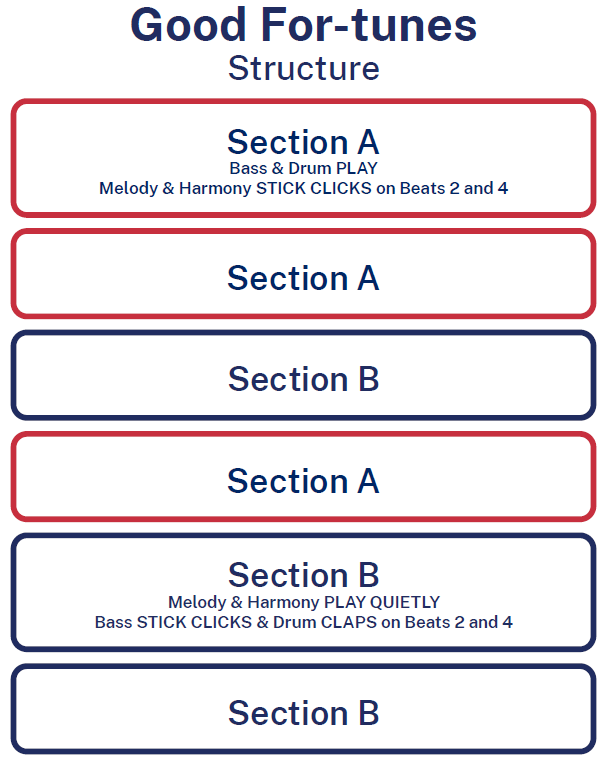 Good For-tunes
Structure
Section A
Bass & Drum PLAY
Melody & Harmony STICK CLICKS on Beats 2 and 4
Section A
Section B
Section A
Section B
Melody & Harmony PLAY QUIETLY
Bass STICK CLICKS & Drum CLAPS on Beats 2 and 4
Section B